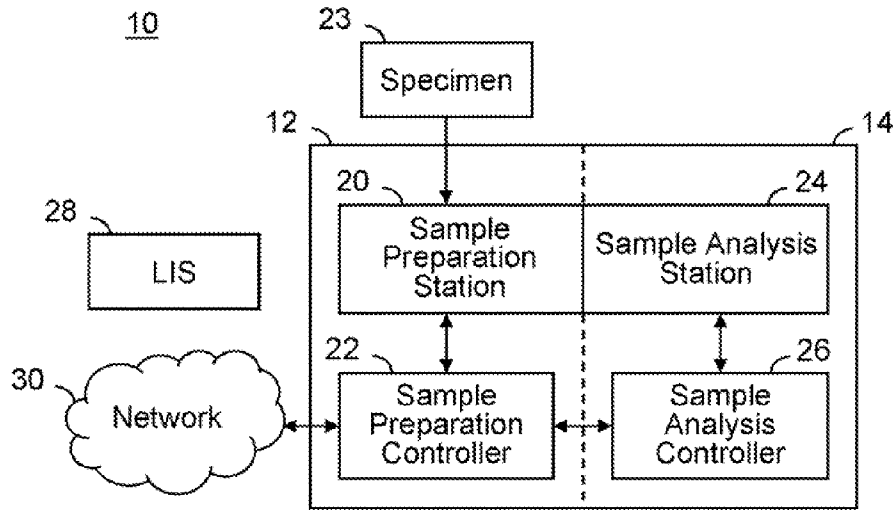 10
23
Specimen
12
14
20
24
28
Sample
Preparation
Station
Sample Analysis
Station
LIS
22
26
30
Network
Sample
Preparation
Controller
Sample
Analysis
Controller